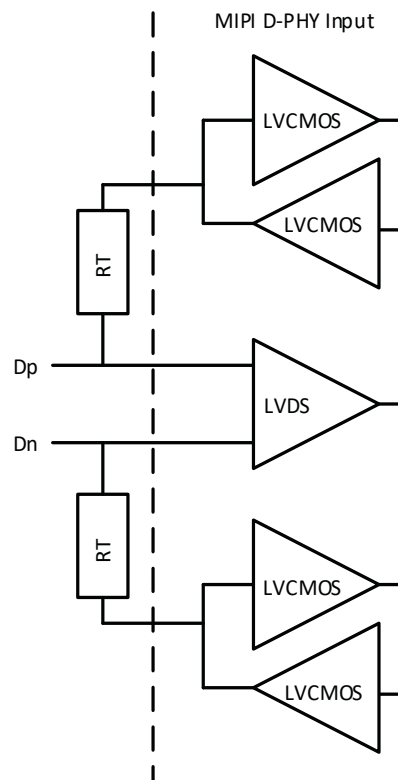 MIPI D-PHY Input
LVCMOS
LVCMOS
RT
Dp
LVDS
Dn
RT
LVCMOS
LVCMOS